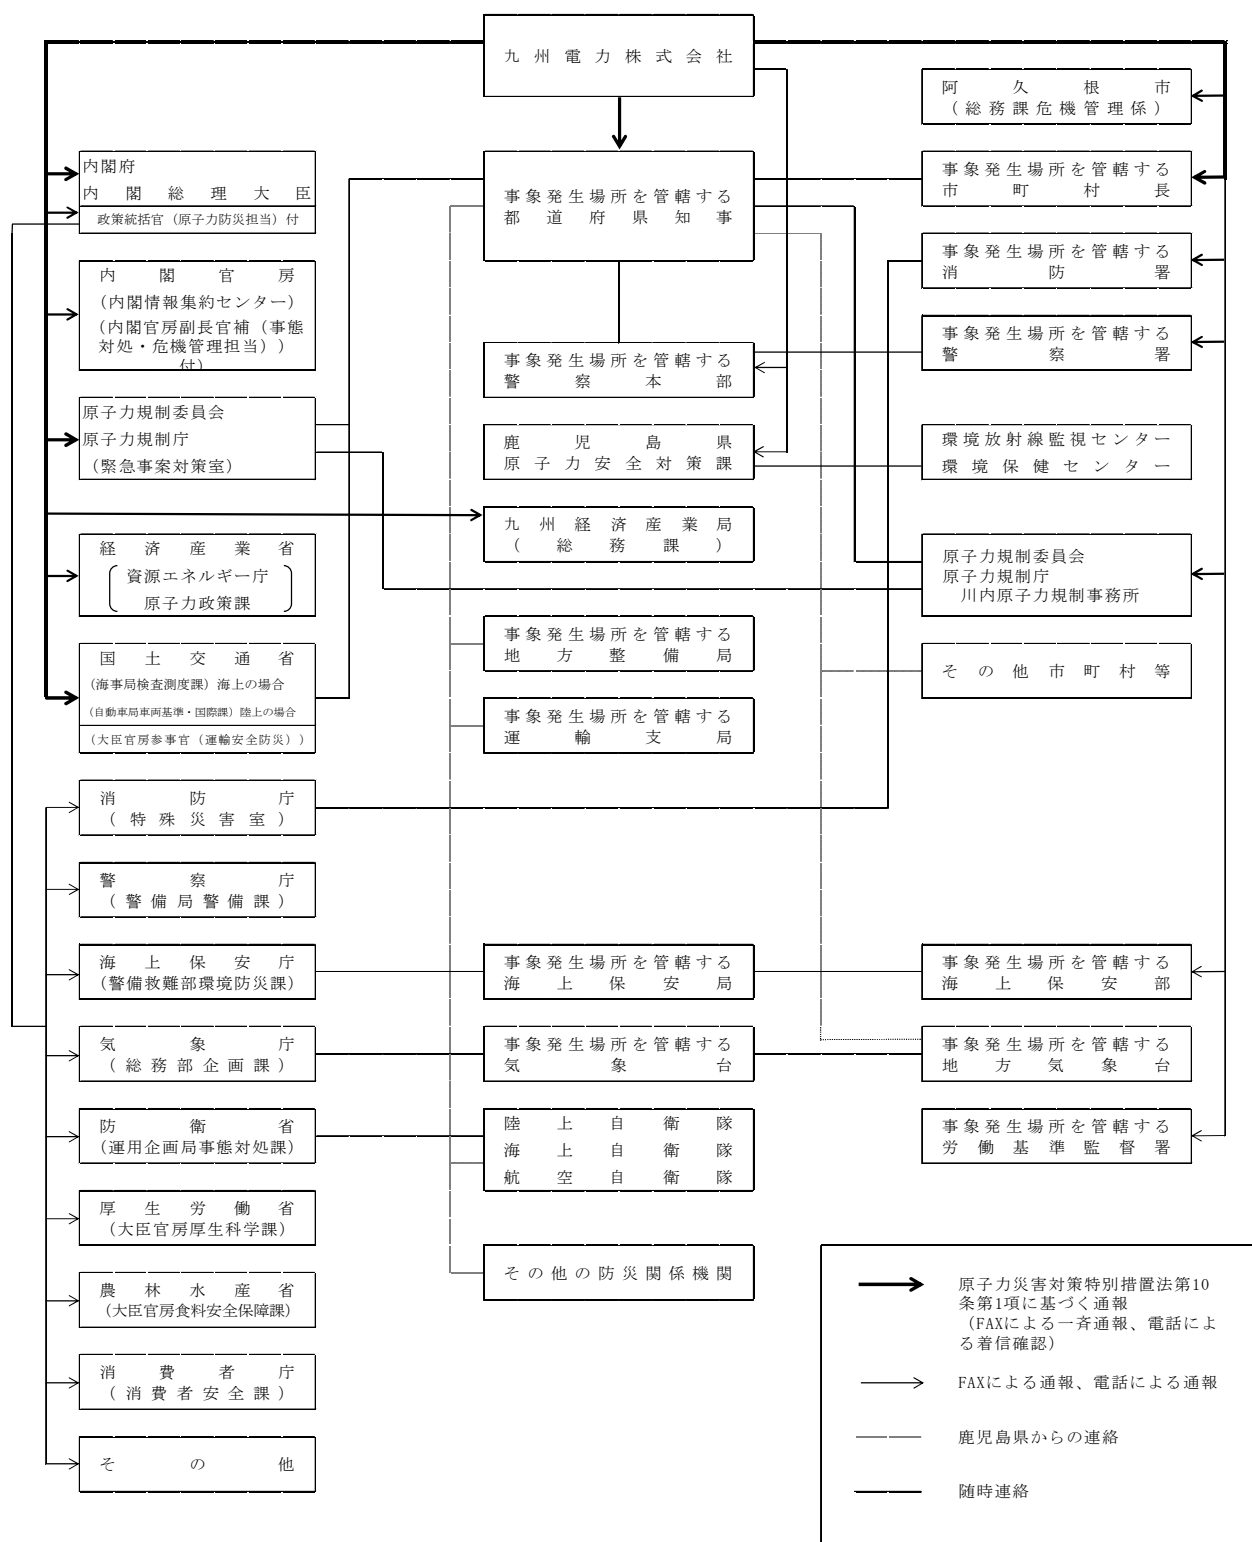 九州電力株式会社
阿久根市
（総務課危機管理係）
内閣府
内閣総理大臣
政策統括官（原子力防災担当）付
事象発生場所を管轄する
都道府県知事
事象発生場所を管轄する
市町村長
内閣官房
（内閣情報集約センター）
（内閣官房副長官補（事態
対処・危機管理担当））
付）
事象発生場所を管轄する
消防署
事象発生場所を管轄する
警察本部
事象発生場所を管轄する
警察署
原子力規制委員会
原子力規制庁
（緊急事案対策室）
鹿児島県
原子力安全対策課
環境放射線監視センター
環境保健センター
九州経済産業局
（総務課）
経済産業省
資源エネルギー庁
原子力政策課
原子力規制委員会
原子力規制庁
川内原子力規制事務所
事象発生場所を管轄する
地方整備局
国土交通省
（海事局検査測度課）海上の場合
（自動車局車両基準・国際課）陸上の場合
（大臣官房参事官（運輸安全防災））
その他市町村等
事象発生場所を管轄する
運輸支局
消防庁
（特殊災害室）
警察庁
（警備局警備課）
海上保安庁
（警備救難部環境防災課）
事象発生場所を管轄する
海上保安局
事象発生場所を管轄する
海上保安部
気象庁
（総務部企画課）
事象発生場所を管轄する
気象台
事象発生場所を管轄する
地方気象台
防衛省
（運用企画局事態対処課）
陸上自衛隊
海上自衛隊
航空自衛隊
事象発生場所を管轄する
労働基準監督署
厚生労働省
（大臣官房厚生科学課）
その他の防災関係機関
農林水産省
（大臣官房食料安全保障課）
消費者庁
（消費者安全課）
その他
原子力災害対策特別措置法第10
条第1項に基づく通報
（FAXによる一斉通報、電話によ
る着信確認）
FAXによる通報、電話による通報
鹿児島県からの連絡
随時連絡